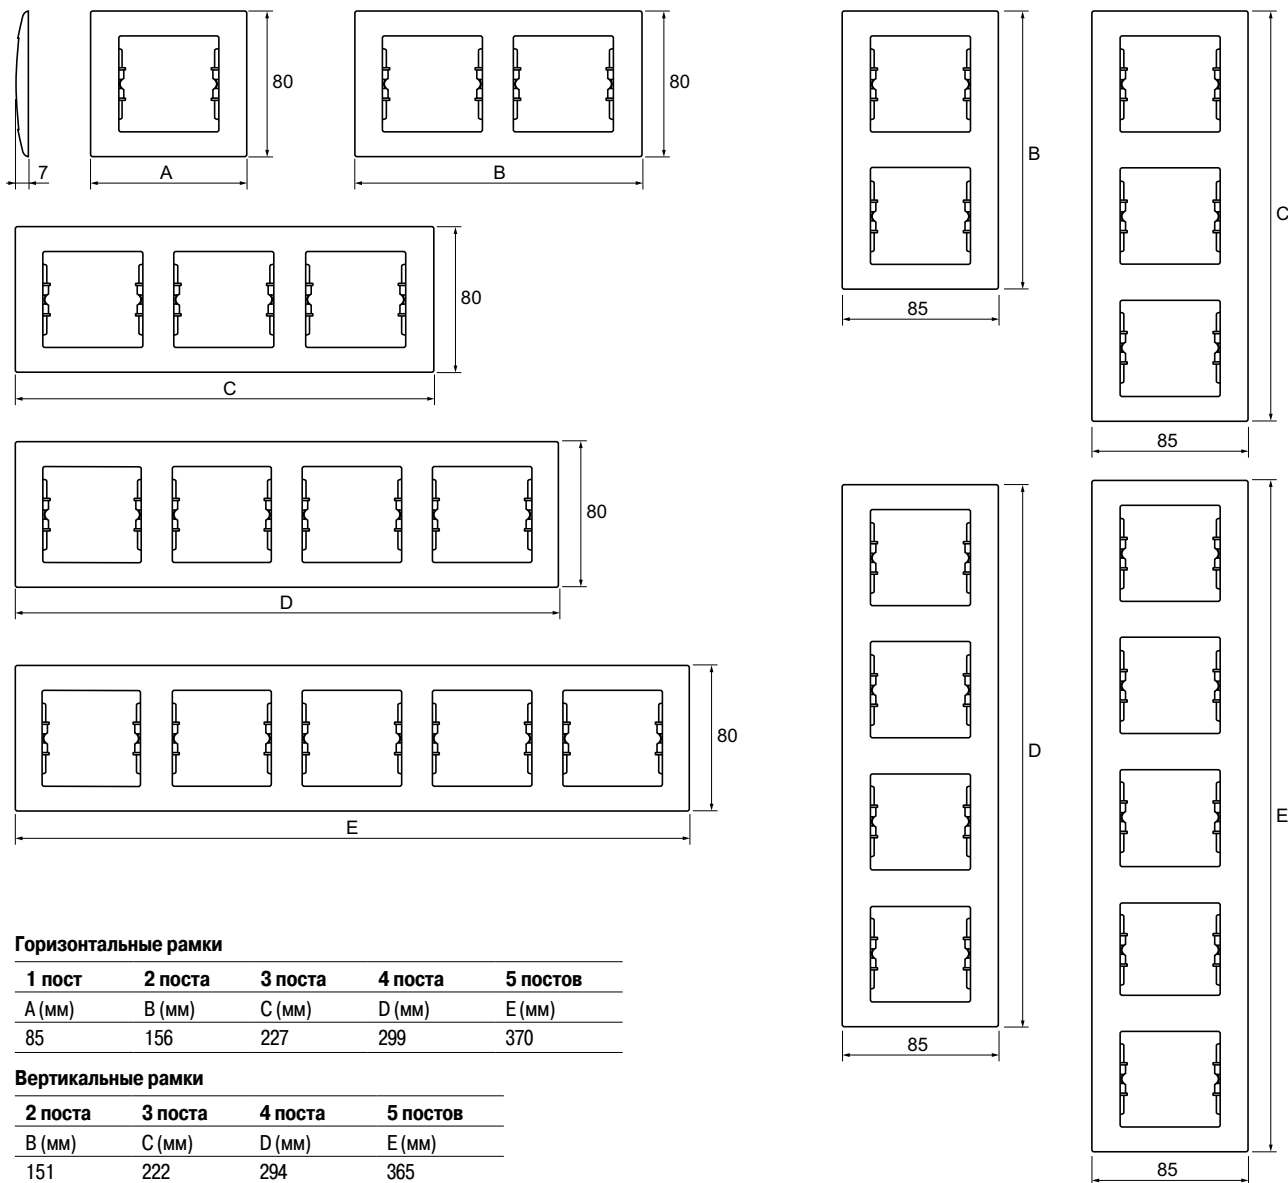 80
7
A
80
B
80
C
80
D
80
E
B
85
C
85
D
85
E
85
Горизонтальные рамки
1 пост 2 поста 3 поста 4 поста 5 постов
A (мм) B (мм) C (мм) D (мм) E (мм)
85 156 227 299 370
Вертикальные рамки
2 поста 3 поста 4 поста 5 постов
B (мм) C (мм) D (мм) E (мм)
151 222 294 365